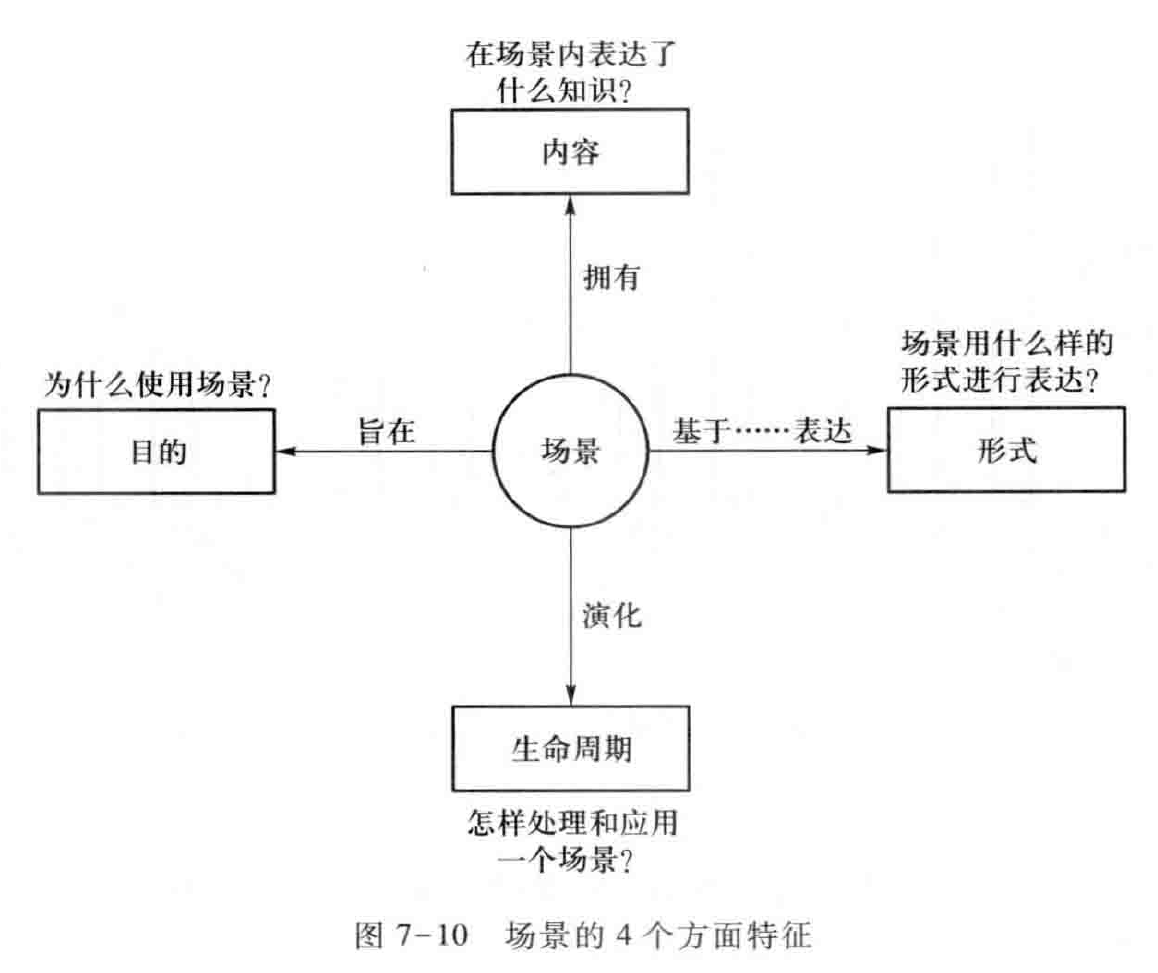 在场景内表达了
什么知识?
内容
拥有
场景用什么样的
形式进行表达?
为什么使用场景?
目的
旨在
场景
基于……表达
形式
演化
生命周期
怎样处理和应用
一个场景?
图 7-10 场景的 4 个方面特征